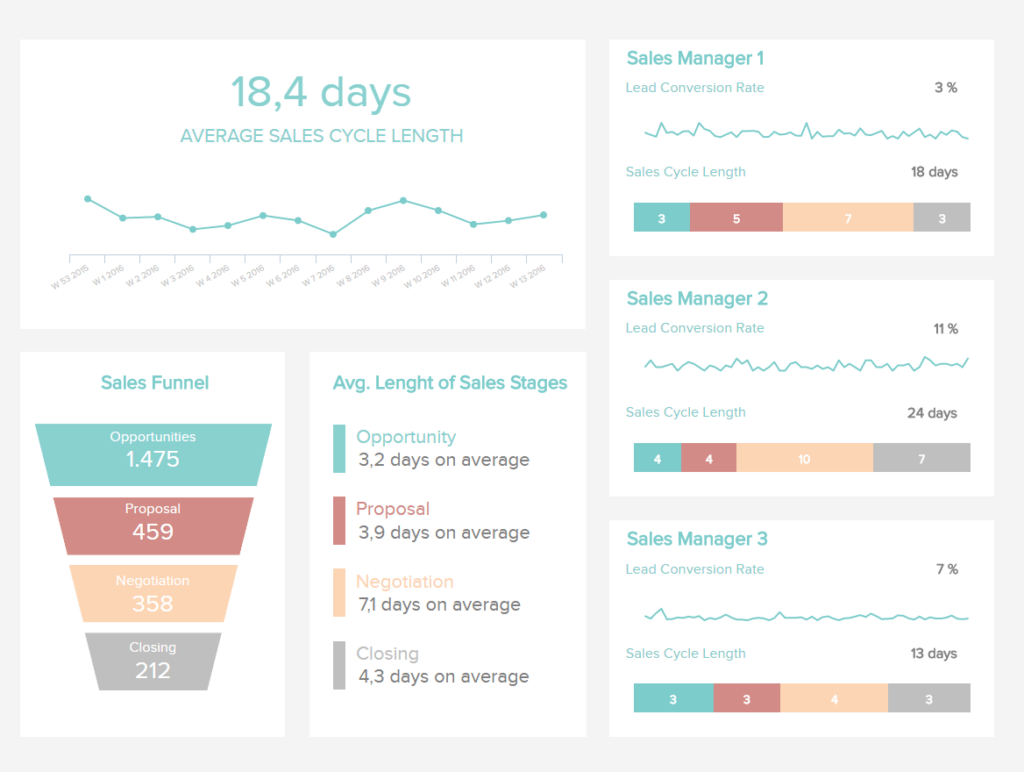 18,4 days
AVERAGE SALES CYCLE LENGTH
W 53 2015
W 1 2016
W 2 2016
W 3 2016
W 4 2016
W 5 2016
W 6 2016
W 7 2016
W 8 2016
W 9 2016
W 10 2016
W 11 2016
W 12 2016
W 13 2016
Sales Funnel
Opportunities
1.475
Proposal
459
Negotiation
358
Closing
212
Avg. Lenght of Sales Stages
Opportunity
3,2 days on average
Proposal
3,9 days on average
Negotiation
7,1 days on average
Closing
4,3 days on average
Sales Manager 1
Lead Conversion Rate 3 %
Sales Cycle Length 18 days
3 5 7 3
Sales Manager 2
Lead Conversion Rate 11 %
Sales Cycle Length 24 days
4 4 10 7
Sales Manager 3
Lead Conversion Rate 7 %
Sales Cycle Length 13 days
3 3 4 3